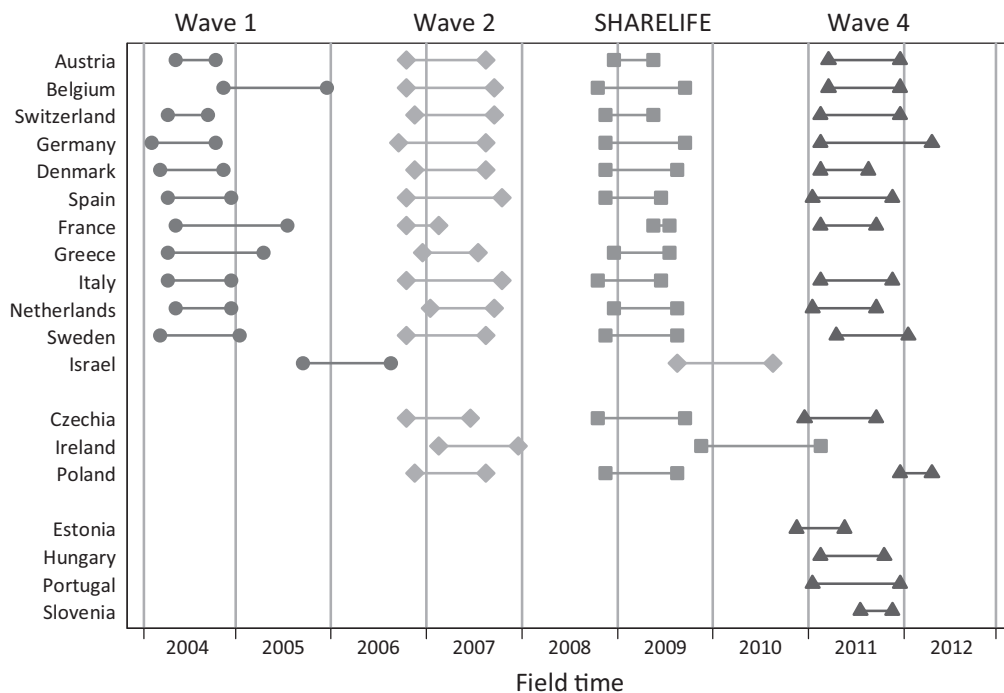 Wave 1 Wave 2 SHARELIFE Wave 4
Austria
Belgium
Switzerland
Germany
Denmark
Spain
France
Greece
Italy
Netherlands
Sweden
Israel
Czechia
Ireland
Poland
Estonia
Hungary
Portugal
Slovenia
2004 2005 2006 2007 2008 2009 2010 2011 2012
Field time